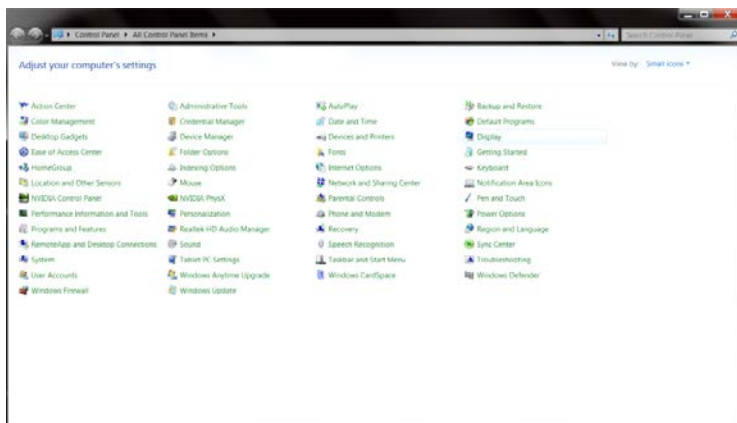 Control Panel ▸ All Control Panel Items ▸
Search Control Panel
Adjust your computer's settings
View by: Small icons
Action Center
Administrative Tools
AutoPlay
Backup and Restore
Color Management
Credential Manager
Date and Time
Default Programs
Desktop Gadgets
Device Manager
Devices and Printers
Display
Ease of Access Center
Folder Options
Fonts
Getting Started
HomeGroup
Indexing Options
Internet Options
Keyboard
Location and Other Sensors
Mouse
Network and Sharing Center
Notification Area Icons
NVIDIA Control Panel
NVIDIA PhysX
Parental Controls
Pen and Touch
Performance Information and Tools
Personalization
Phone and Modem
Power Options
Programs and Features
Realtek HD Audio Manager
Recovery
Region and Language
RemoteApp and Desktop Connections
Sound
Speech Recognition
Sync Center
System
Tablet PC Settings
Taskbar and Start Menu
Troubleshooting
User Accounts
Windows Anytime Upgrade
Windows CardSpace
Windows Defender
Windows Firewall
Windows Update